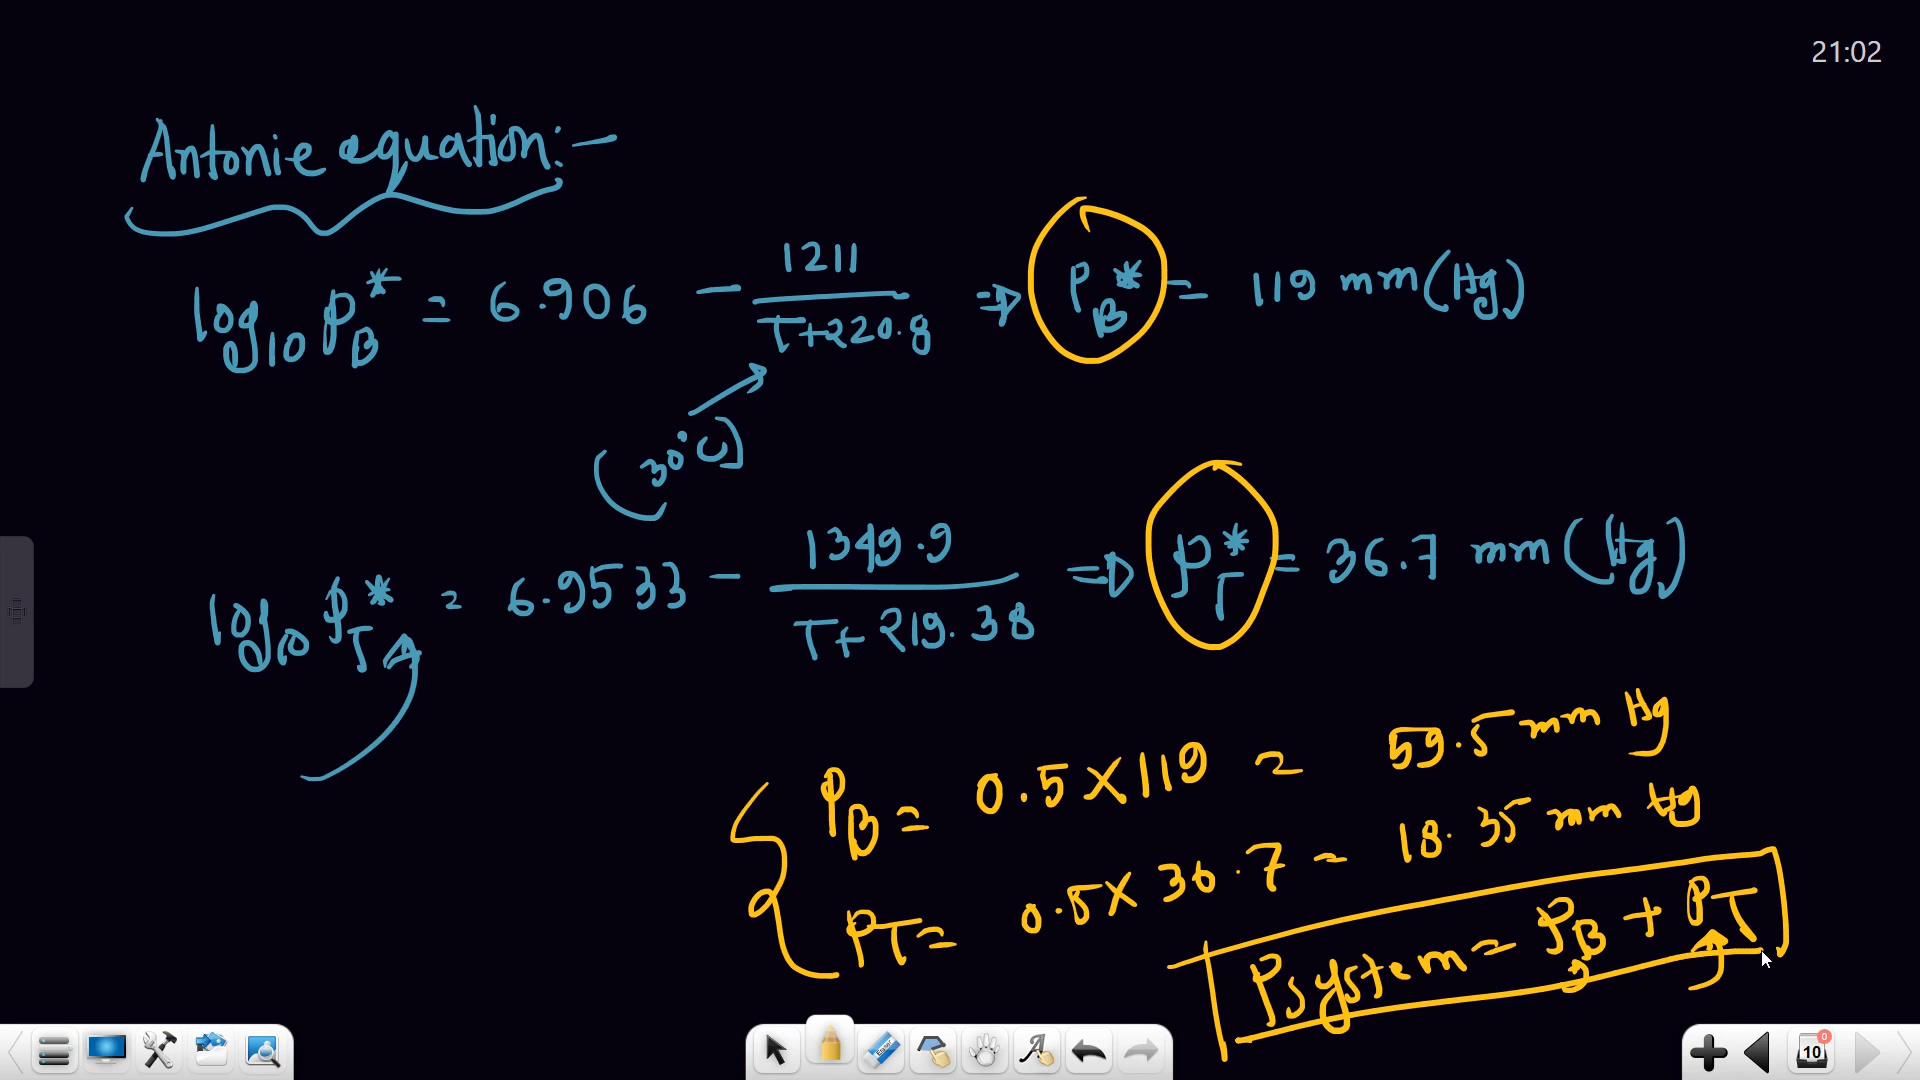 21:02
Antonie equation:-
log10 PB* = 6.906 - 1211/(T+220.8) ⇒ PB* = 119 mm(Hg)
(30°C)
log10 PT* = 6.9533 - 1349.9/(T+219.38) ⇒ PT* = 36.7 mm(Hg)
PB = 0.5×119 = 59.5 mm Hg
PT = 0.5×36.7 = 18.35 mm Hg
Psystem = PB + PT
Eraser
A
10
0